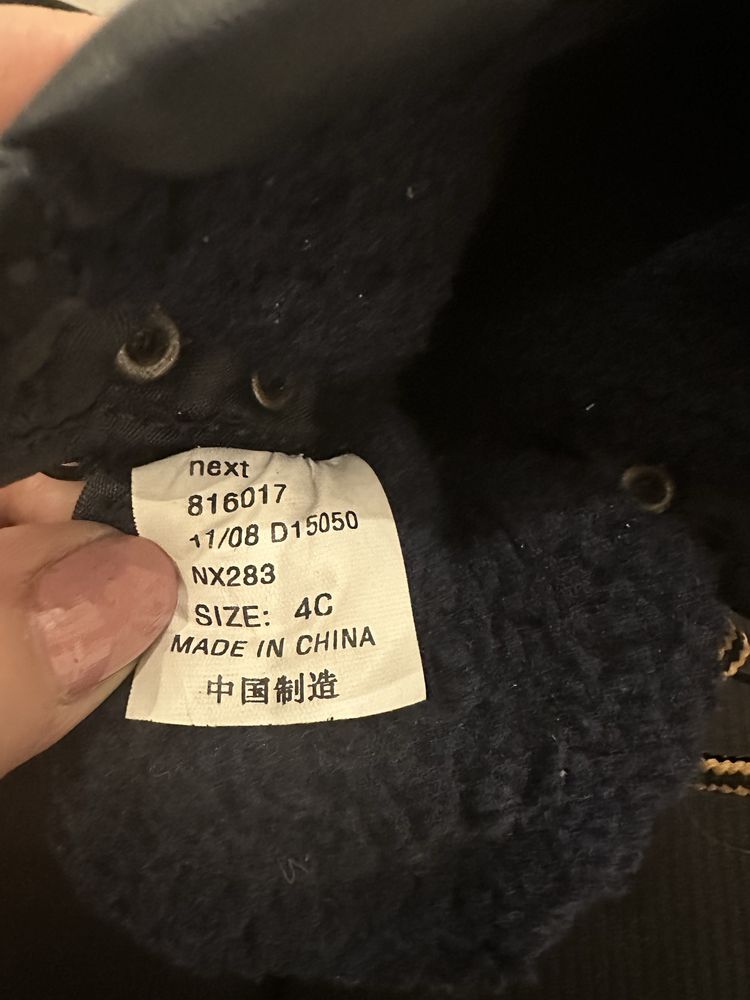 next
816017
11/08 D15050
NX283
SIZE: 4C
MADE IN CHINA
中国制造